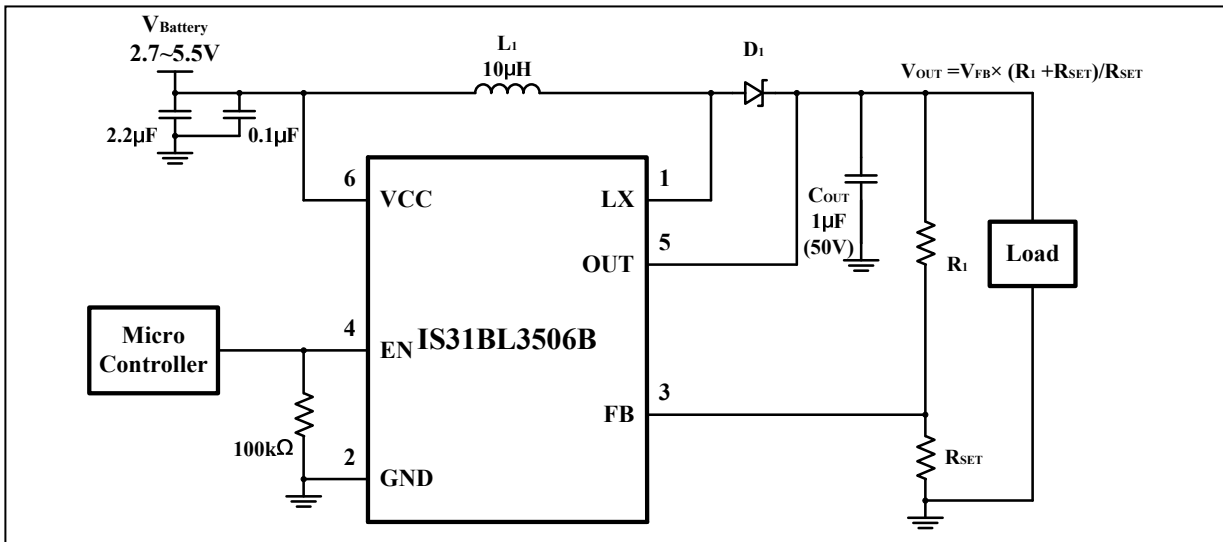 VBattery
2.7~5.5V
L1
10μH
D1
VOUT =VFB× (R1 +RSET)/RSET
2.2μF
0.1μF
6
VCC
1
LX
COUT
1μF
(50V)
5
OUT
R1
Load
Micro
Controller
4
EN
IS31BL3506B
3
FB
100kΩ
2
GND
RSET